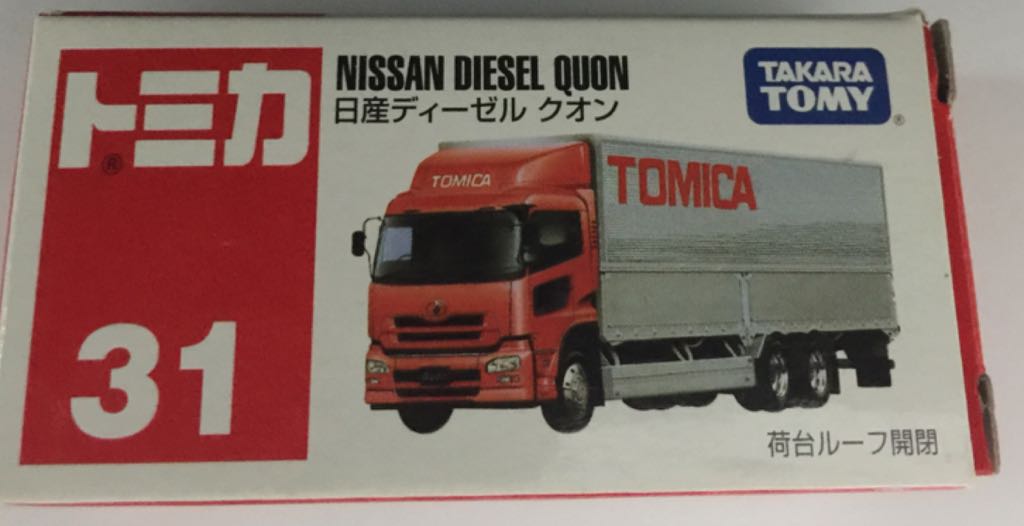 トミカ
®
31
NISSAN DIESEL QUON
日産ディーゼル クオン
TAKARA
TOMY
®
TOMICA
TOMICA
荷台ルーフ開閉